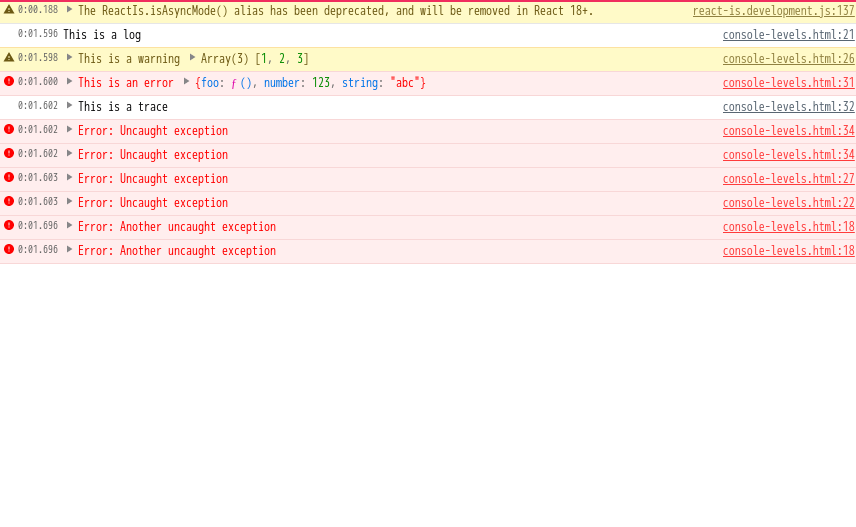 0:00.188 The ReactIs.isAsyncMode() alias has been deprecated, and will be removed in React 18+. react-is.development.js:137
0:01.596 This is a log console-levels.html:21
0:01.598 This is a warning Array(3) [1, 2, 3] console-levels.html:26
0:01.600 This is an error {foo: ƒ (), number: 123, string: "abc"} console-levels.html:31
0:01.602 This is a trace console-levels.html:32
0:01.602 Error: Uncaught exception console-levels.html:34
0:01.602 Error: Uncaught exception console-levels.html:34
0:01.603 Error: Uncaught exception console-levels.html:27
0:01.603 Error: Uncaught exception console-levels.html:22
0:01.696 Error: Another uncaught exception console-levels.html:18
0:01.696 Error: Another uncaught exception console-levels.html:18